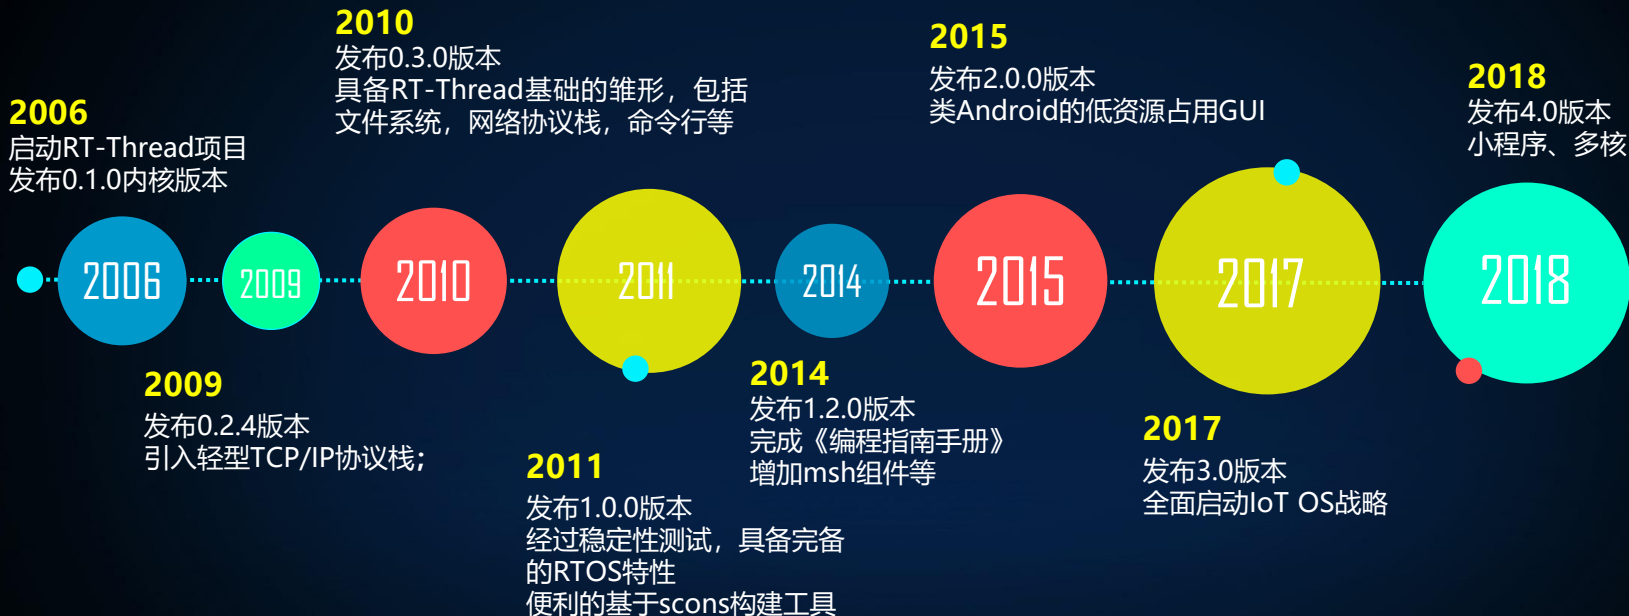 2010
发布0.3.0版本
具备RT-Thread基础的雏形，包括
文件系统，网络协议栈，命令行等
2015
发布2.0.0版本
类Android的低资源占用GUI
2018
发布4.0版本
小程序、多核
2006
启动RT-Thread项目
发布0.1.0内核版本
2006
2009
2010
2011
2014
2015
2017
2018
2009
发布0.2.4版本
引入轻型TCP/IP协议栈；
2011
发布1.0.0版本
经过稳定性测试，具备完备
的RTOS特性
便利的基于scons构建工具
2014
发布1.2.0版本
完成《编程指南手册》
增加msh组件等
2017
发布3.0版本
全面启动IoT OS战略